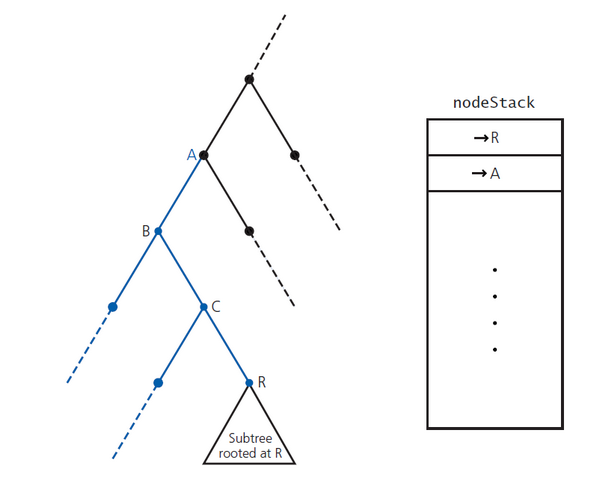 nodeStack
→R
→A
A
B
C
R
Subtree
rooted at R